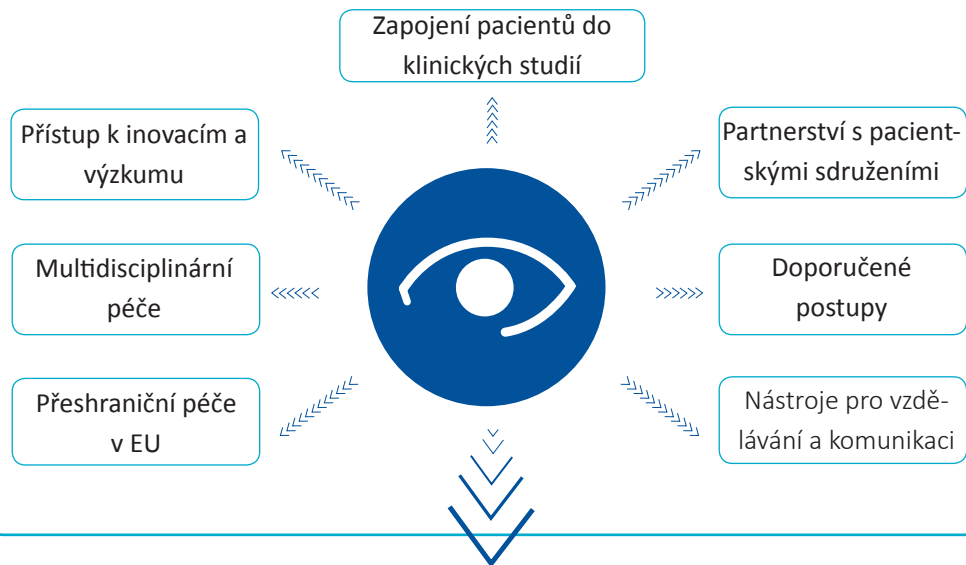 Zapojení pacientů do
klinických studií
Přístup k inovacím a
výzkumu
Partnerství s pacient-
skými sdruženími
Multidisciplinární
péče
Doporučené
postupy
Přeshraniční péče
v EU
Nástroje pro vzdě-
lávání a komunikaci